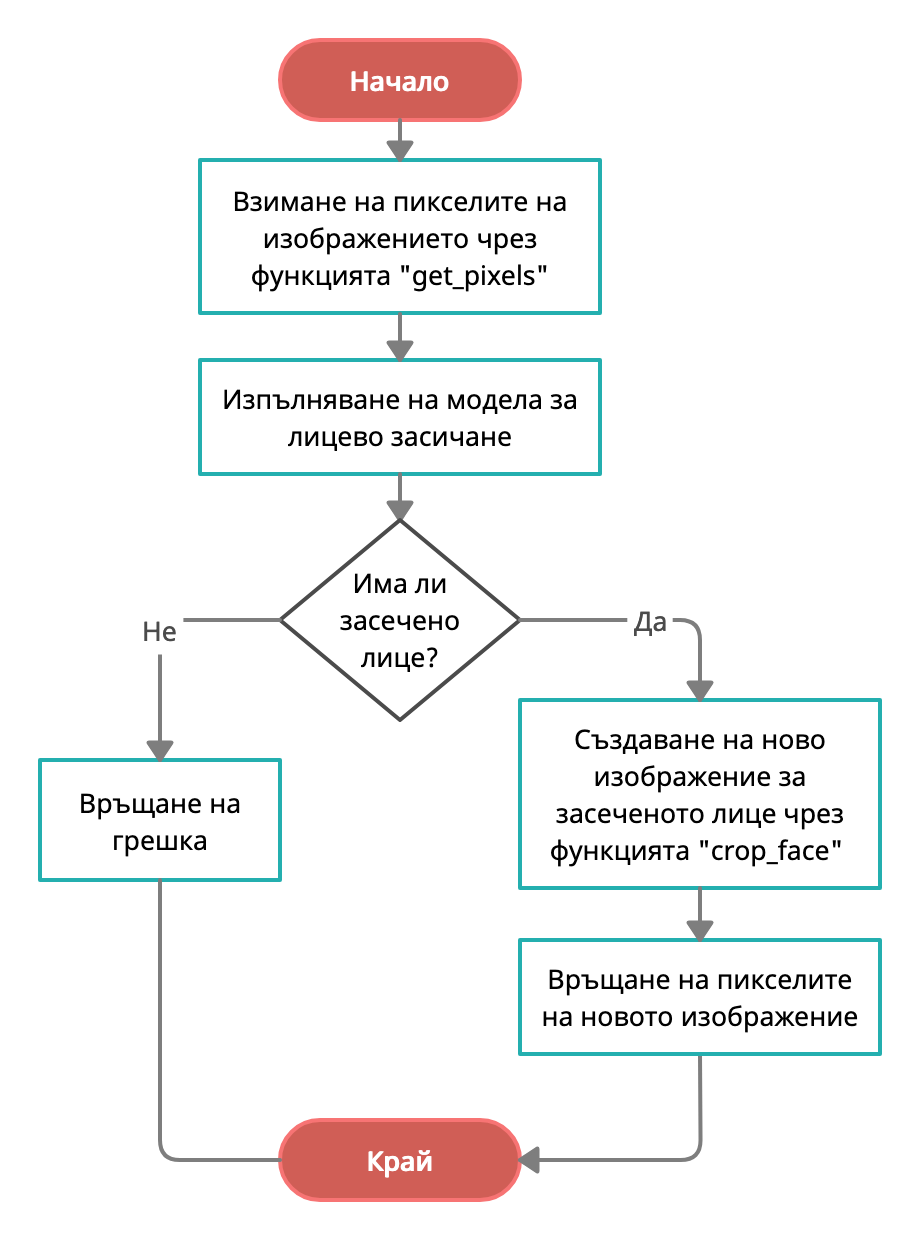 Начало
Взимане на пикселите на
изображението чрез
функцията "get_pixels"
Изпълняване на модела за
лицево засичане
Има ли
засечено
лице?
Не
Да
Създаване на ново
изображение за
засеченото лице чрез
функцията "crop_face"
Връщане на
грешка
Връщане на пикселите
на новото изображение
Край